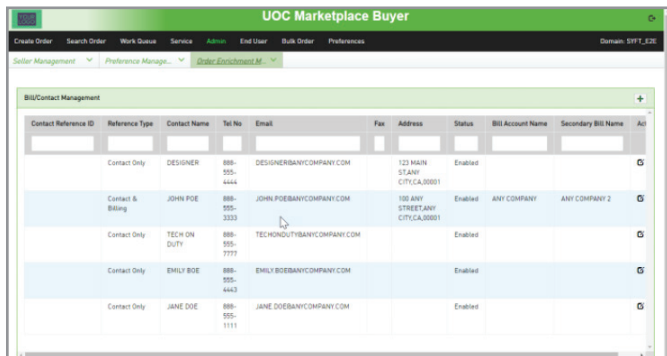 UOC Marketplace Buyer
Create Order Search Order Work Queue Service Admin End User Bulk Order Preferences Domain: SYFT_E2E
Seller Management Preference Manage... Order Enrichment M...
Bill/Contact Management
Contact Reference ID Reference Type Contact Name Tel No Email Fax Address Status Bill Account Name Secondary Bill Name Act
Contact Only DESIGNER 888- DESIGNER@ANYCOMPANY.COM 123 MAIN Enabled
555- ST,ANY
4444 CITY,CA,00001
Contact & JOHN POE 888- JOHN.POE@ANYCOMPANY.COM 100 ANY Enabled ANY COMPANY ANY COMPANY 2
Billing 555- STREET,ANY
3333 CITY,CA,00001
Contact Only TECH ON 888- TECHONDUTY@ANYCOMPANY.COM Enabled
DUTY 555-
7777
Contact Only EMILY BOE 888- EMILY.BOE@ANYCOMPANY.COM Enabled
555-
4443
Contact Only JANE DOE 888- JANE.DOE@ANYCOMPANY.COM Enabled
555-
1111